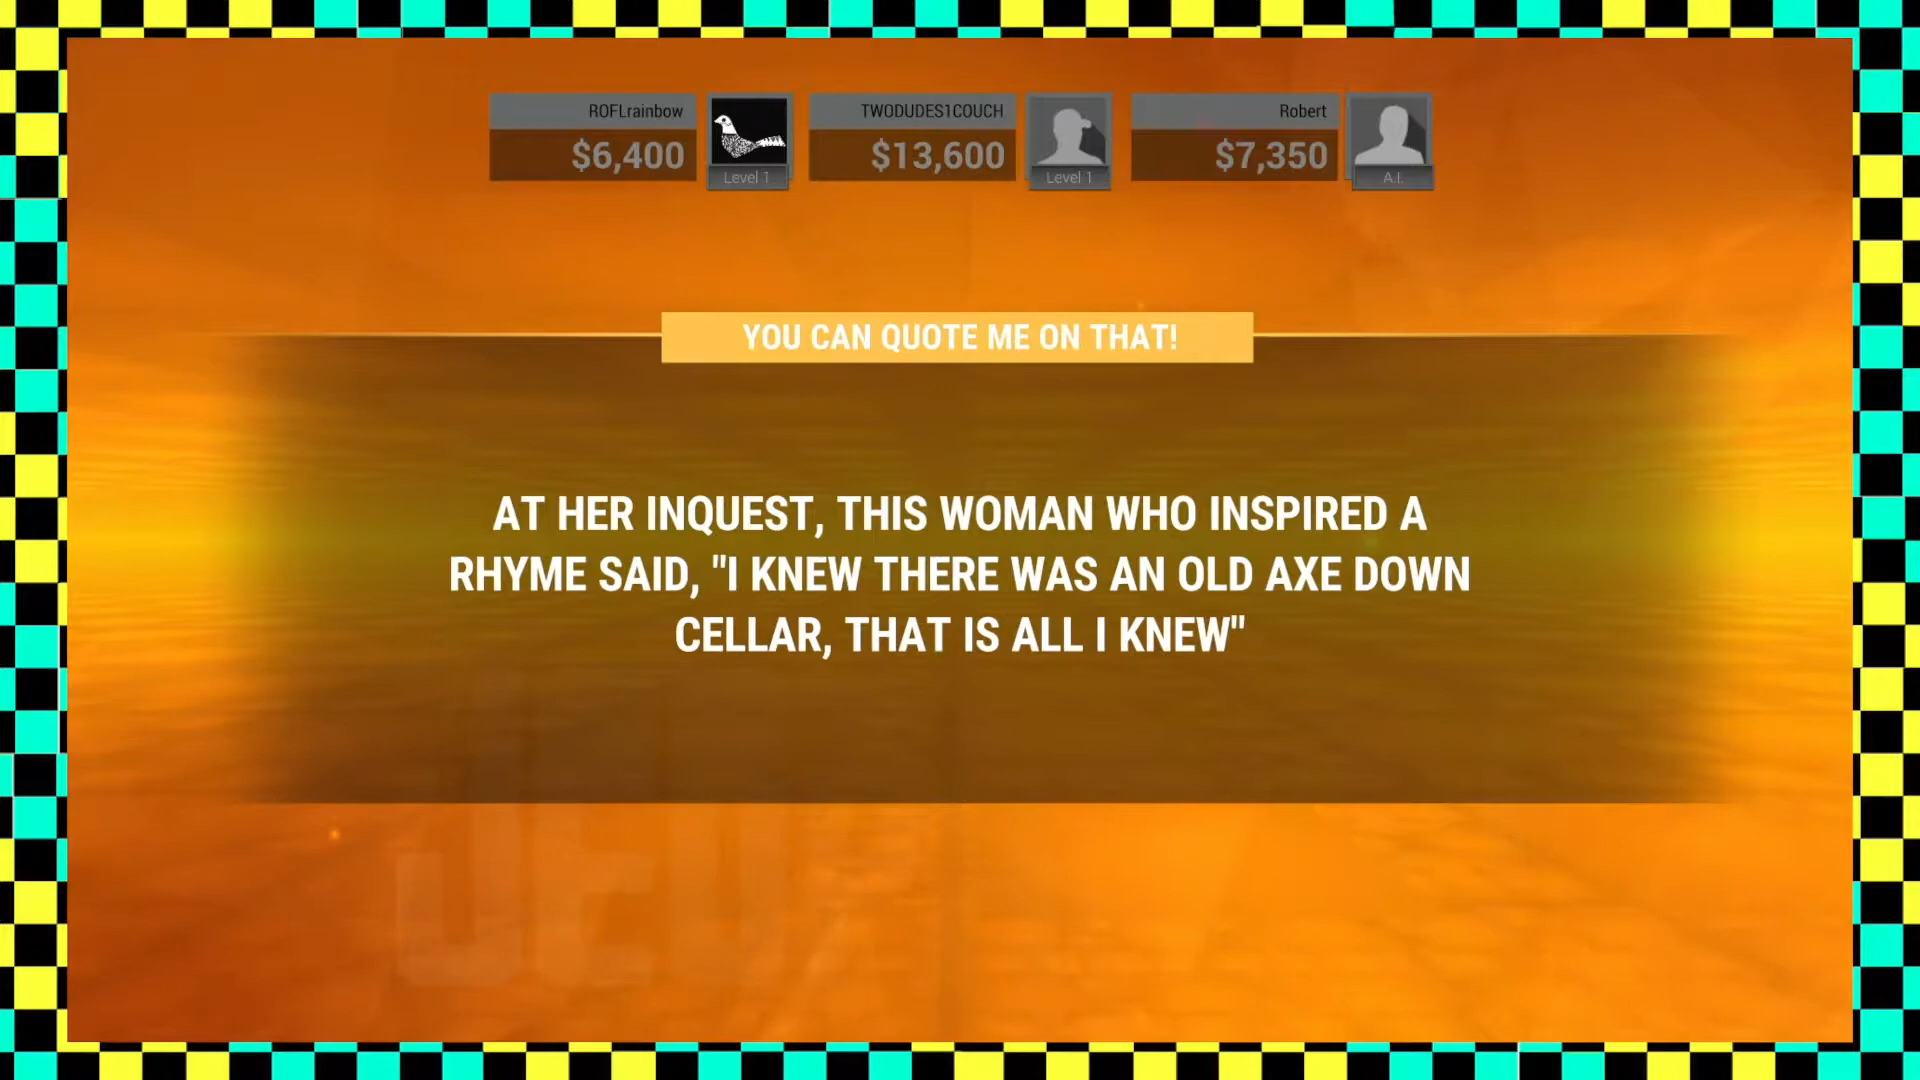 ROFLrainbow
$6,400
Level 1
TWODUDES1COUCH
$13,600
Level 1
Robert
$7,350
A.I.
YOU CAN QUOTE ME ON THAT!
AT HER INQUEST, THIS WOMAN WHO INSPIRED A
RHYME SAID, "I KNEW THERE WAS AN OLD AXE DOWN
CELLAR, THAT IS ALL I KNEW"
JEO